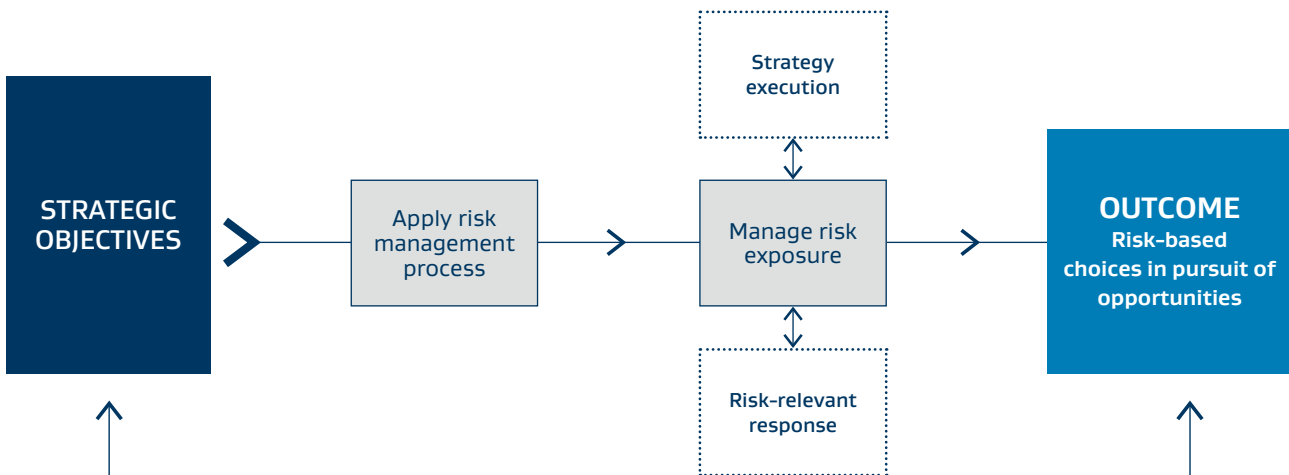 STRATEGIC
OBJECTIVES
Apply risk
management
process
Strategy
execution
Manage risk
exposure
Risk-relevant
response
OUTCOME
Risk-based
choices in pursuit of
opportunities